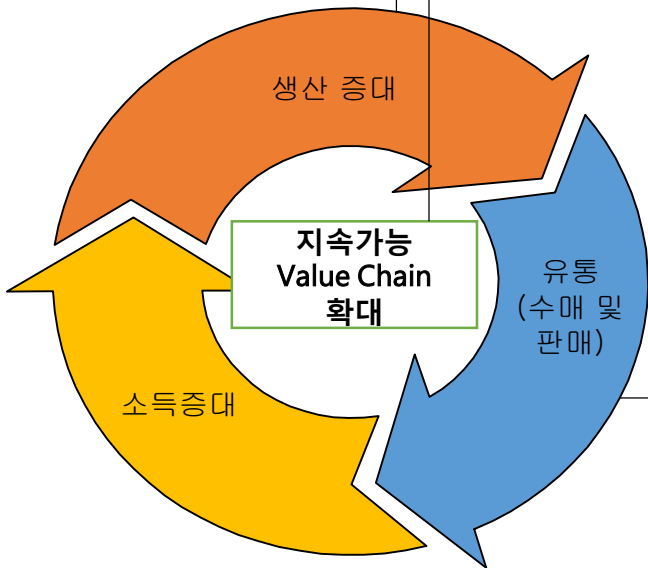 생산 증대
지속가능
Value Chain
확대
유통
(수매 및
판매)
소득증대